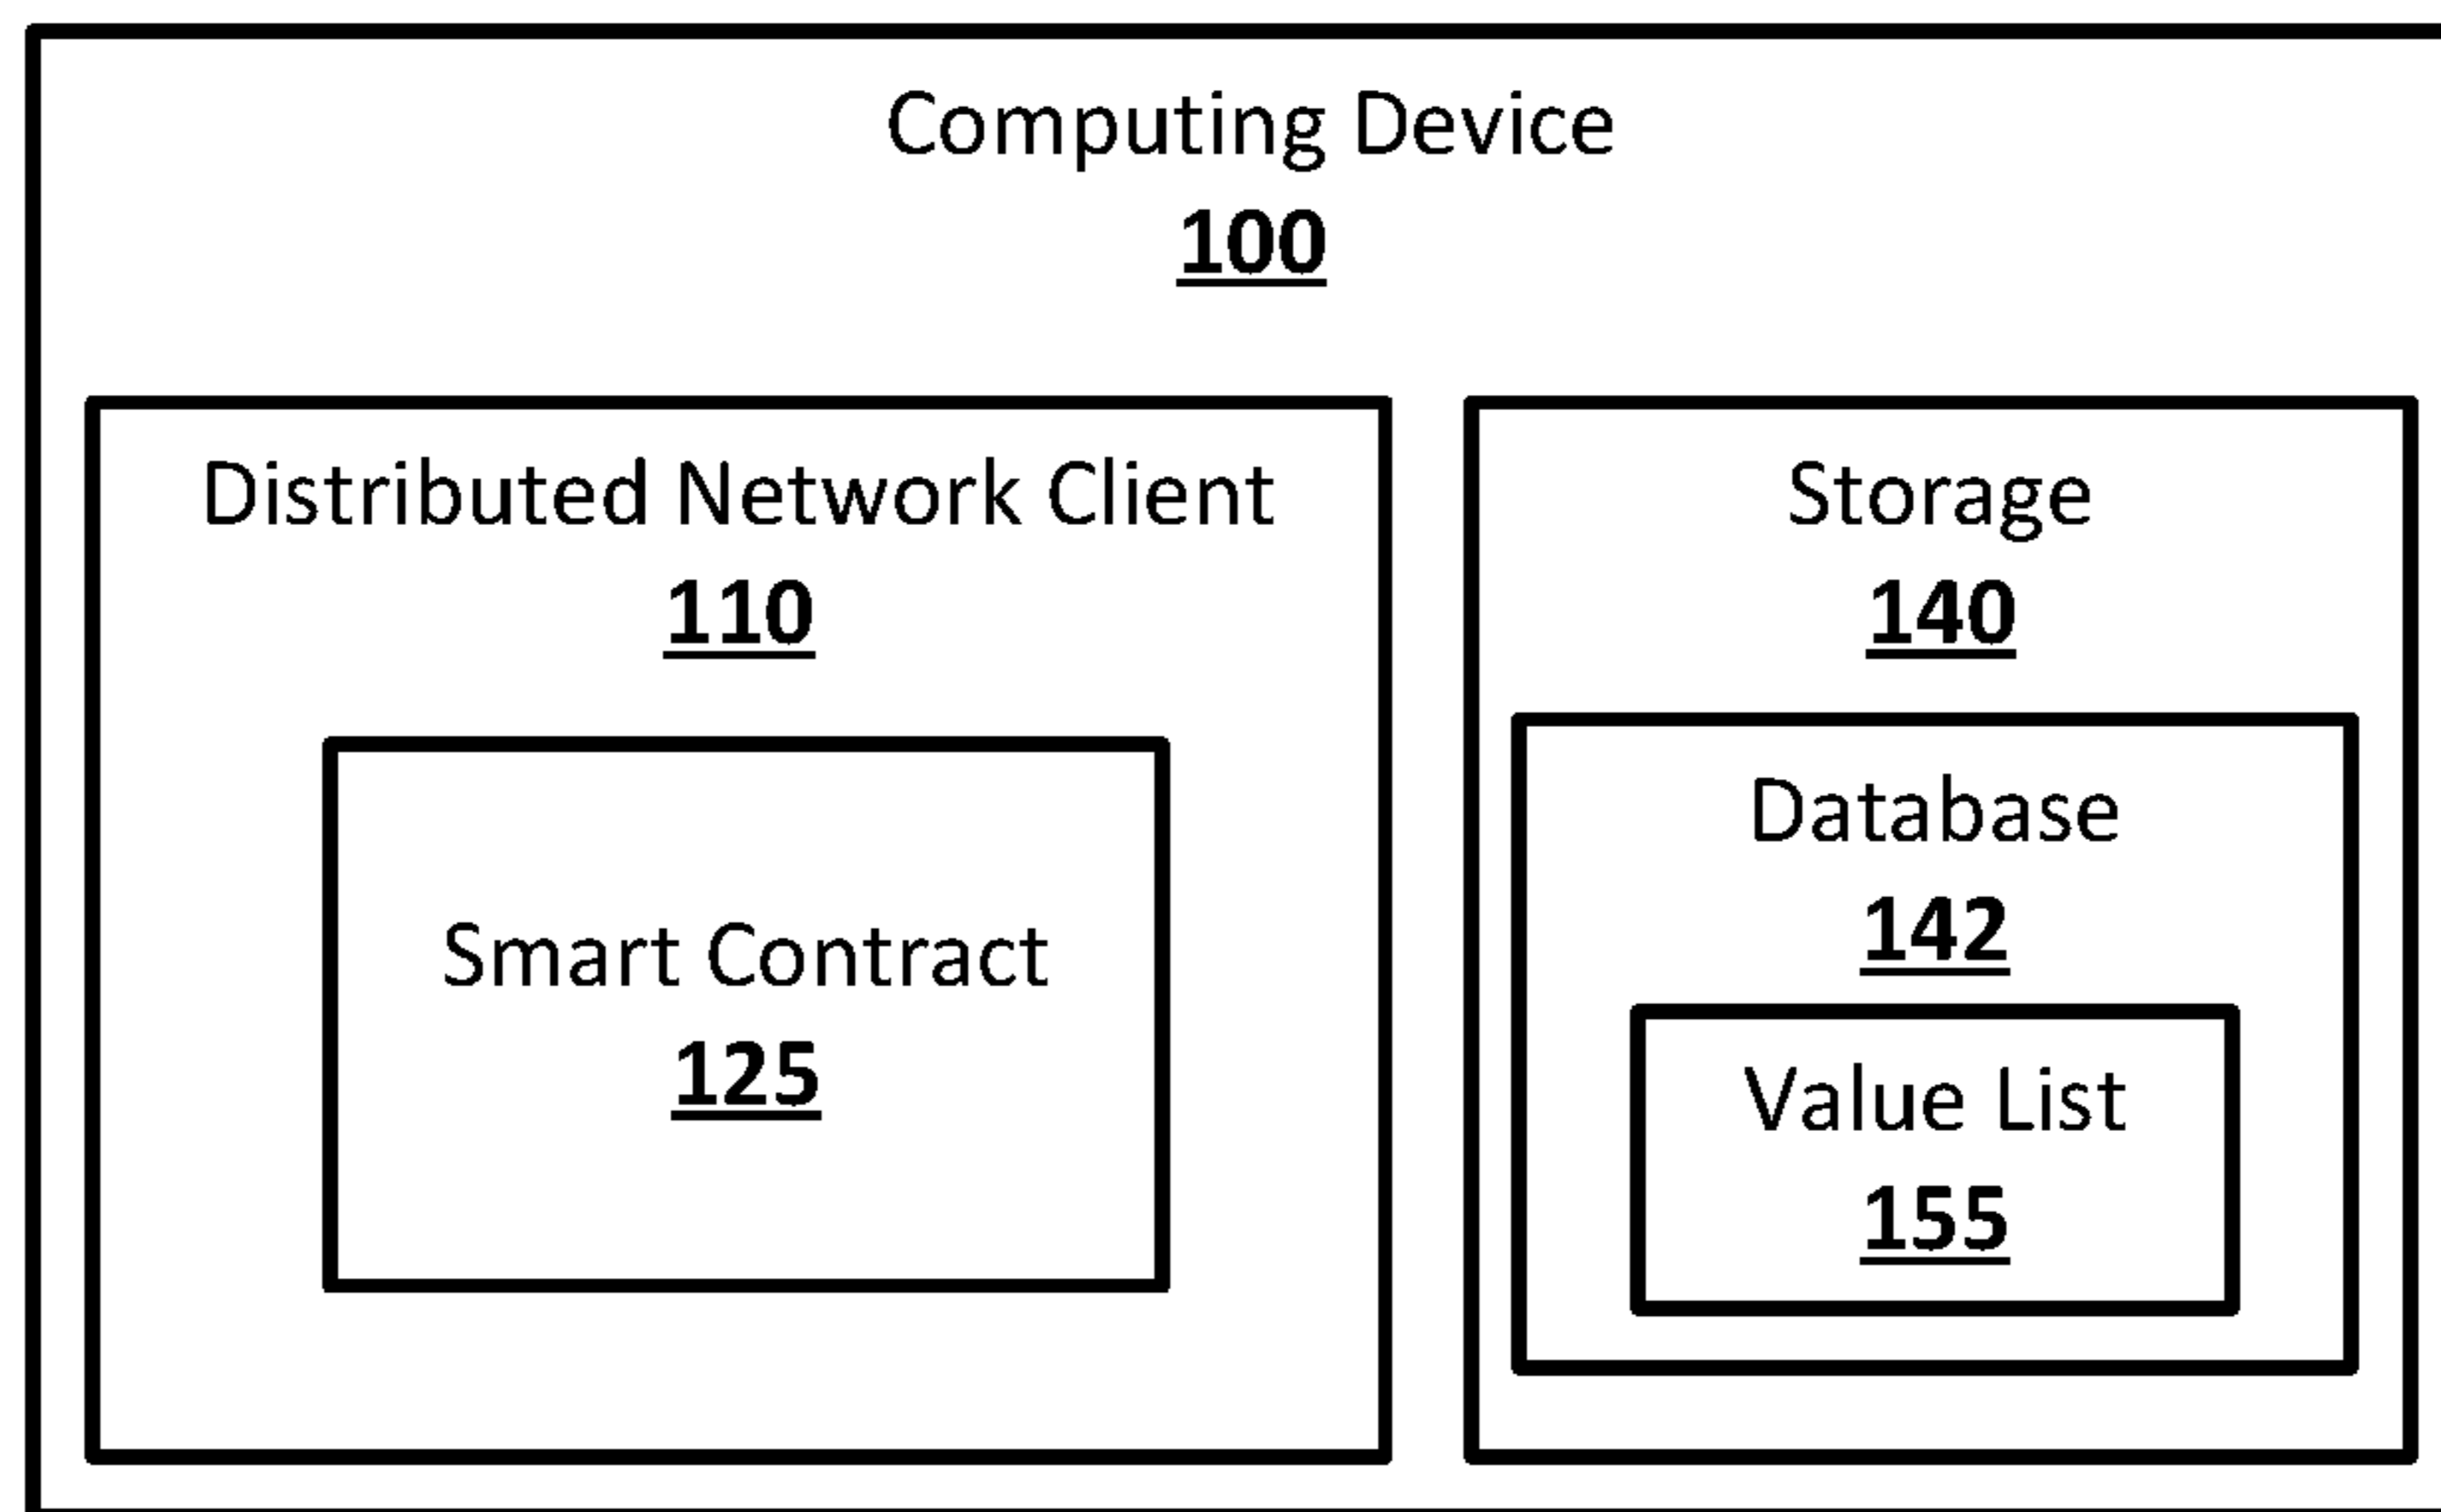 Computing Device
100
Distributed Network Client
110
Smart Contract
125
Storage
140
Database
142
Value List
155